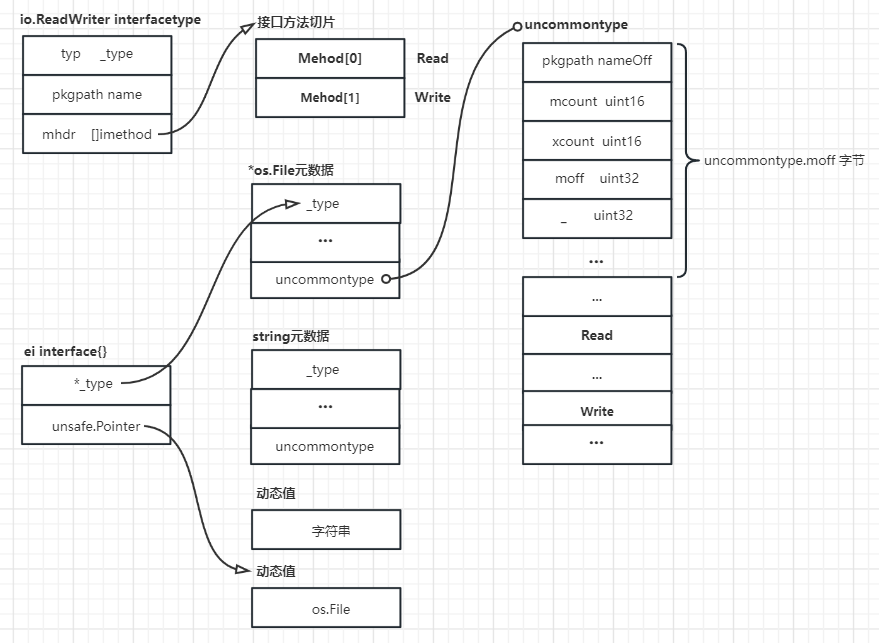 io.ReadWriter interfacetype
typ _type
pkgpath name
mhdr []imethod
接口方法切片
Mehod[0]
Read
Mehod[1]
Write
*os.File元数据
_type
...
uncommontype
string元数据
_type
...
uncommontype
ei interface{}
*_type
unsafe.Pointer
动态值
字符串
动态值
os.File
uncommontype
pkgpath nameOff
mcount uint16
xcount uint16
moff uint32
_ uint32
uncommontype.moff 字节
...
...
Read
...
Write
...